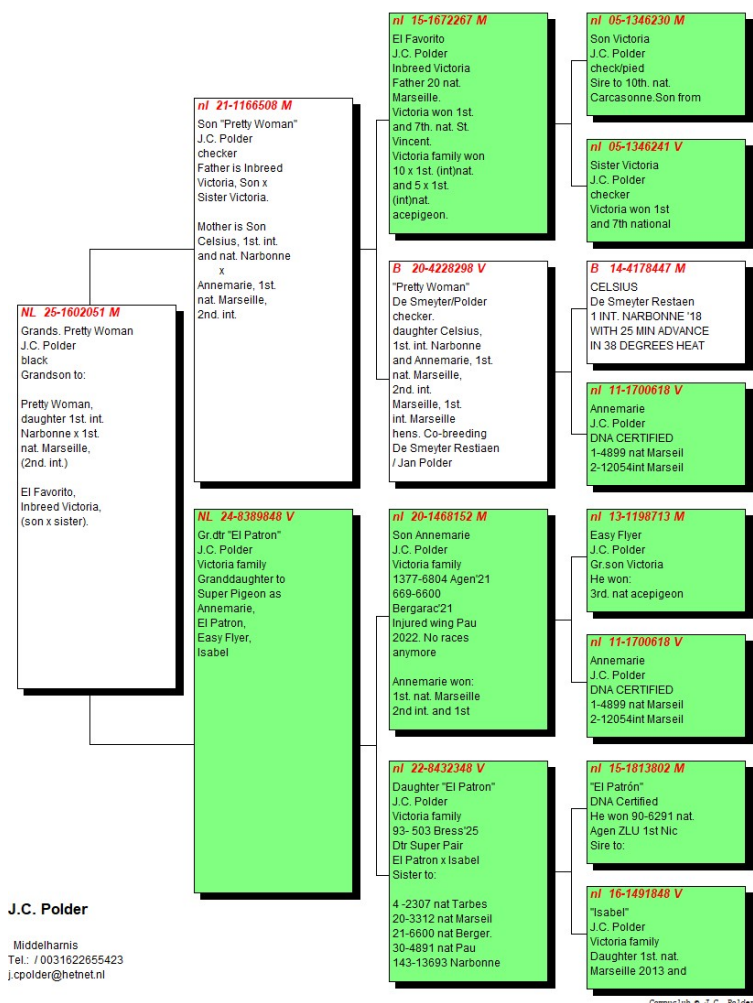 NL 25-1602051 M
Grands. Pretty Woman
J.C. Polder
black
Grandson to:
Pretty Woman,
daughter 1st. int.
Narbonne x 1st.
nat. Marseille,
(2nd. int.)
El Favorito,
Inbreed Victoria,
(son x sister).
nl 21-1166508 M
Son "Pretty Woman"
J.C. Polder
checker
Father is Inbreed
Victoria, Son x
Sister Victoria.
Mother is Son
Celsius, 1st. int.
and nat. Narbonne
x
Annemarie, 1st.
nat. Marseille,
2nd. int.
NL 24-8389848 V
Gr.dtr "El Patron"
J.C. Polder
Victoria family
Granddaughter to
Super Pigeon as
Annemarie,
El Patron,
Easy Flyer,
Isabel
nl 15-1672267 M
El Favorito
J.C. Polder
Inbreed Victoria
Father 20 nat.
Marseille.
Victoria won 1st.
and 7th. nat. St.
Vincent.
Victoria family won
10 x 1st. (int)nat.
and 5 x 1st.
(int)nat.
acepigeon.
B 20-4228298 V
"Pretty Woman"
De Smeyter/Polder
checker.
daughter Celsius,
1st. int. Narbonne
and Annemarie, 1st.
nat. Marseille,
2nd. int.
Marseille, 1st.
int. Marseille
hens. Co-breeding
De Smeyter Restiaen
/ Jan Polder
nl 20-1468152 M
Son Annemarie
J.C. Polder
Victoria family
1377-6804 Agen'21
669-6600
Bergarac'21
Injured wing Pau
2022. No races
anymore
Annemarie won:
1st. nat. Marseille
2nd int. and 1st
nl 22-8432348 V
Daughter "El Patron"
J.C. Polder
Victoria family
93- 503 Bress'25
Dtr Super Pair
El Patron x Isabel
Sister to:
4 -2307 nat Tarbes
20-3312 nat Marseil
21-6600 nat Berger.
30-4891 nat Pau
143-13693 Narbonne
nl 05-1346230 M
Son Victoria
J.C. Polder
check/pied
Sire to 10th. nat.
Carcasonne.Son from
nl 05-1346241 V
Sister Victoria
J.C. Polder
checker
Victoria won 1st
and 7th national
B 14-4178447 M
CELSIUS
De Smeyter Restaen
1 INT. NARBONNE '18
WITH 25 MIN ADVANCE
IN 38 DEGREES HEAT
nl 11-1700618 V
Annemarie
J.C. Polder
DNA CERTIFIED
1-4899 nat Marseil
2-12054int Marseil
nl 13-1198713 M
Easy Flyer
J.C. Polder
Gr.son Victoria
He won:
3rd. nat acepigeon
nl 11-1700618 V
Annemarie
J.C. Polder
DNA CERTIFIED
1-4899 nat Marseil
2-12054int Marseil
nl 15-1813802 M
"El Patrón"
DNA Certified
He won 90-6291 nat.
Agen ZLU 1st Nic
Sire to:
nl 16-1491848 V
"Isabel"
J.C. Polder
Victoria family
Daughter 1st. nat.
Marseille 2013 and
J.C. Polder
Middelharnis
Tel.: / 0031622655423
j.cpolder@hetnet.nl
Compuclub © J.C. Polder